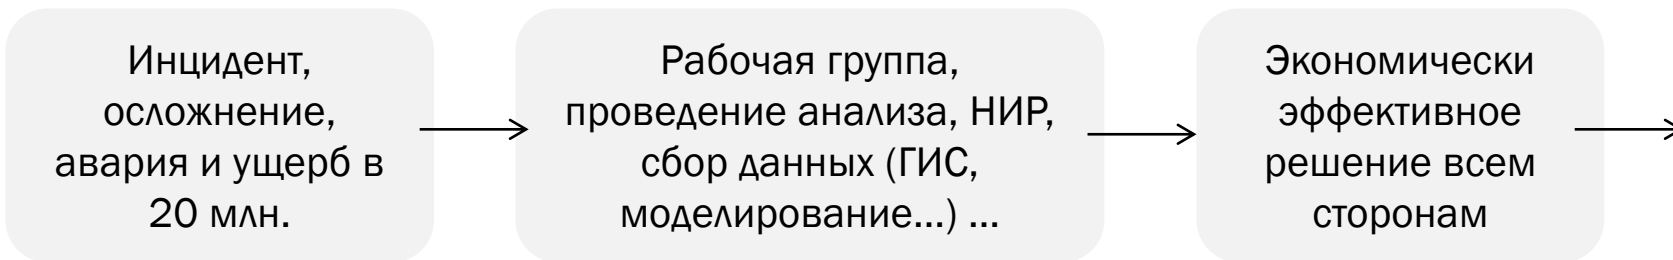 Инцидент,
осложнение,
авария и ущерб в
20 млн.
Рабочая группа,
проведение анализа, НИР,
сбор данных (ГИС,
моделирование...) ...
Экономически
эффективное
решение всем
сторонам